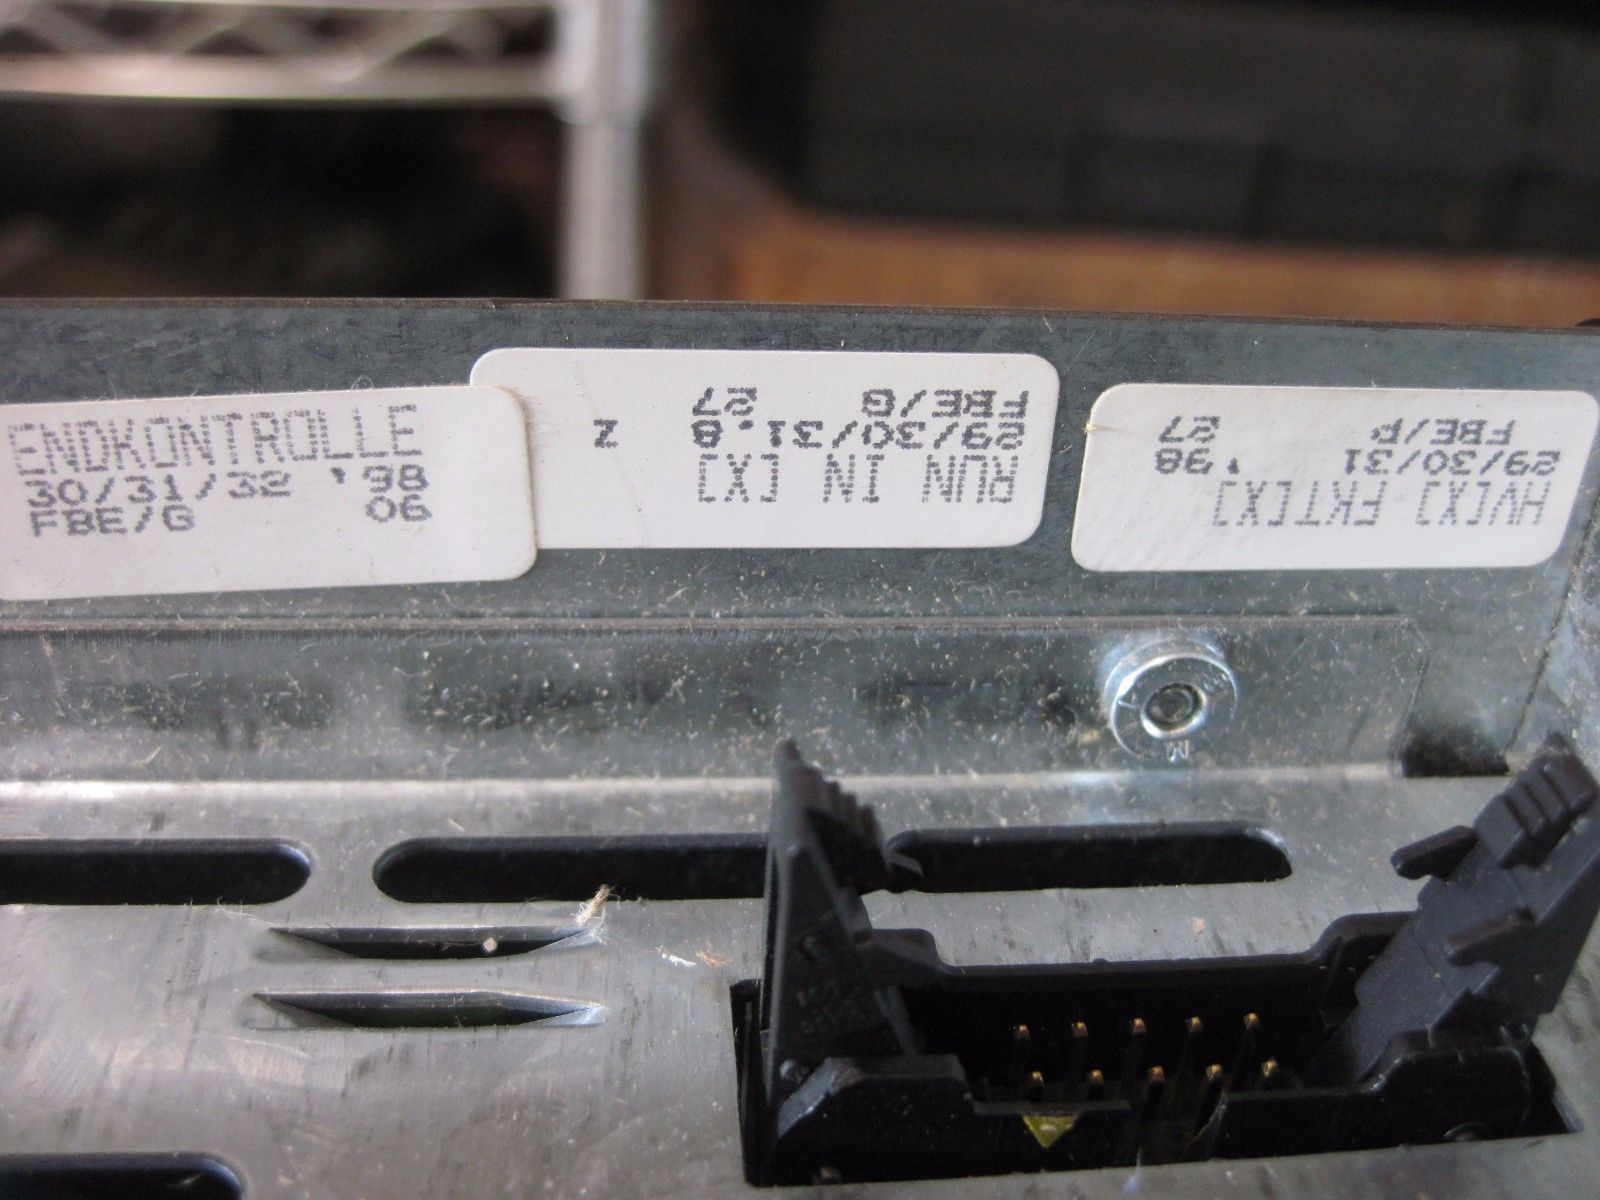 ENDKONTROLLE
30/31/32 '98
FBE/G 06
RUN IN [X]
29/30/31.8 Z
FBE/G 27
HV[X] FKT[X]
29/30/31 '98
FBE/P. 27